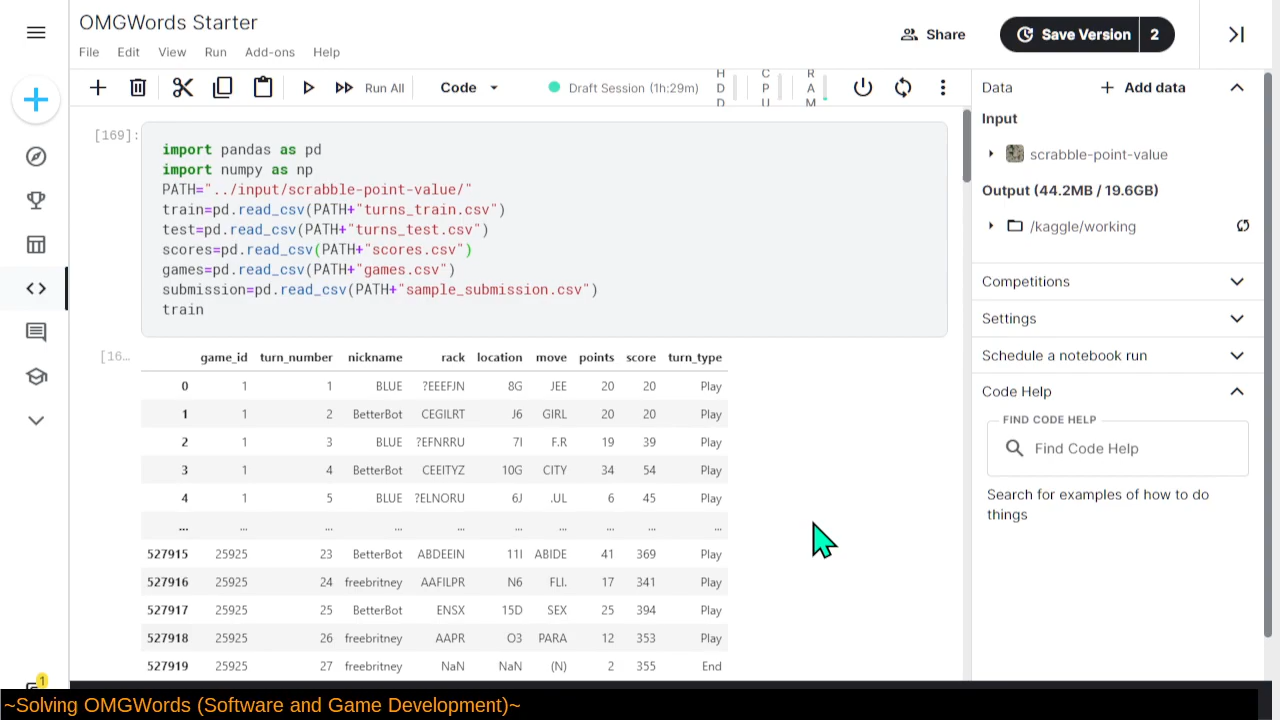 OMGWords Starter
File Edit View Run Add-ons Help
Share
Save Version 2
Run All
Code
Draft Session (1h:29m)
HDD
CPU
RAM
[169]:
import pandas as pd
import numpy as np
PATH="../input/scrabble-point-value/"
train=pd.read_csv(PATH+"turns_train.csv")
test=pd.read_csv(PATH+"turns_test.csv")
scores=pd.read_csv(PATH+"scores.csv")
games=pd.read_csv(PATH+"games.csv")
submission=pd.read_csv(PATH+"sample_submission.csv")
train
[16...
game_id turn_number nickname rack location move points score turn_type
0 1 1 BLUE ?EEEFJN 8G JEE 20 20 Play
1 1 2 BetterBot CEGILRT J6 GIRL 20 20 Play
2 1 3 BLUE ?EFNRRU 7I F.R 19 39 Play
3 1 4 BetterBot CEEITYZ 10G CITY 34 54 Play
4 1 5 BLUE ?ELNORU 6J .UL 6 45 Play
... ... ... ... ... ... ... ... ... ...
527915 25925 23 BetterBot ABDEEIN 11I ABIDE 41 369 Play
527916 25925 24 freebritney AAFILPR N6 FLI. 17 341 Play
527917 25925 25 BetterBot ENSX 15D SEX 25 394 Play
527918 25925 26 freebritney AAPR O3 PARA 12 353 Play
527919 25925 27 freebritney NaN NaN (N) 2 355 End
Data
Add data
Input
scrabble-point-value
Output (44.2MB / 19.6GB)
/kaggle/working
Competitions
Settings
Schedule a notebook run
Code Help
FIND CODE HELP
Find Code Help
Search for examples of how to do
things
1
~Solving OMGWords (Software and Game Development)~